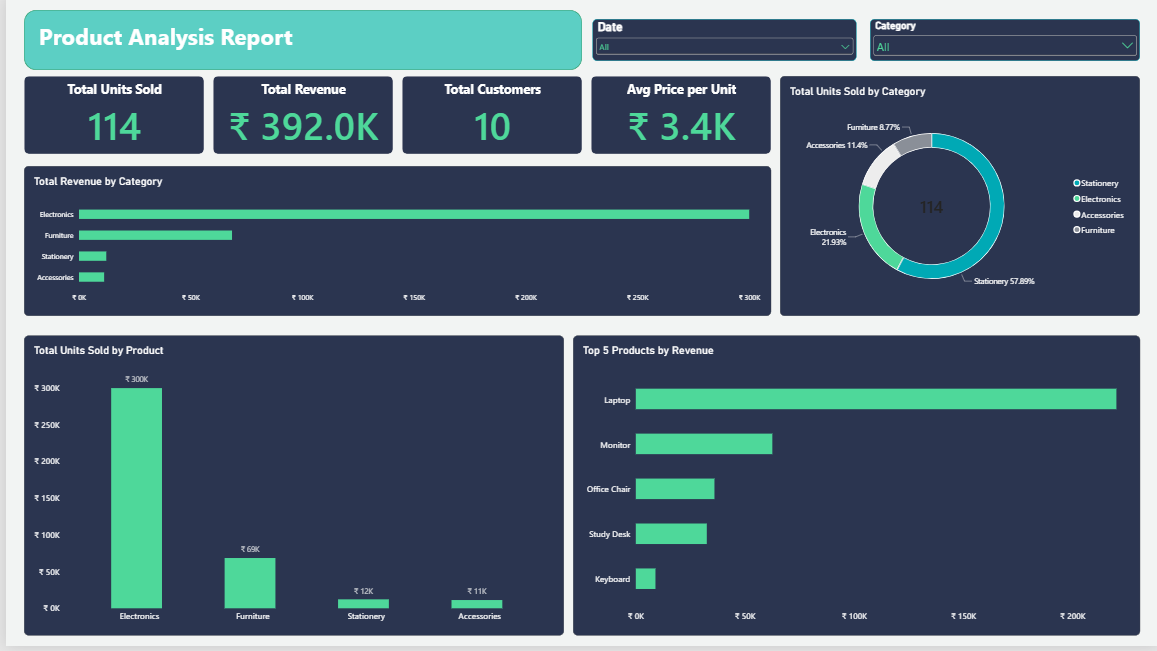 Product Analysis Report
Date
All
Category
All
Total Units Sold
114
Total Revenue
₹ 392.0K
Total Customers
10
Avg Price per Unit
₹ 3.4K
Total Revenue by Category
Electronics
Furniture
Stationery
Accessories
₹ 0K ₹ 50K ₹ 100K ₹ 150K ₹ 200K ₹ 250K ₹ 300K
Total Units Sold by Category
Furniture 8.77%
Accessories 11.4%
Electronics
21.93%
Stationery 57.89%
114
Stationery
Electronics
Accessories
Furniture
Total Units Sold by Product
₹ 300K
₹ 250K
₹ 200K
₹ 150K
₹ 100K
₹ 50K
₹ 0K
₹ 300K
₹ 69K
₹ 12K
₹ 11K
Electronics Furniture Stationery Accessories
Top 5 Products by Revenue
Laptop
Monitor
Office Chair
Study Desk
Keyboard
₹ 0K ₹ 50K ₹ 100K ₹ 150K ₹ 200K